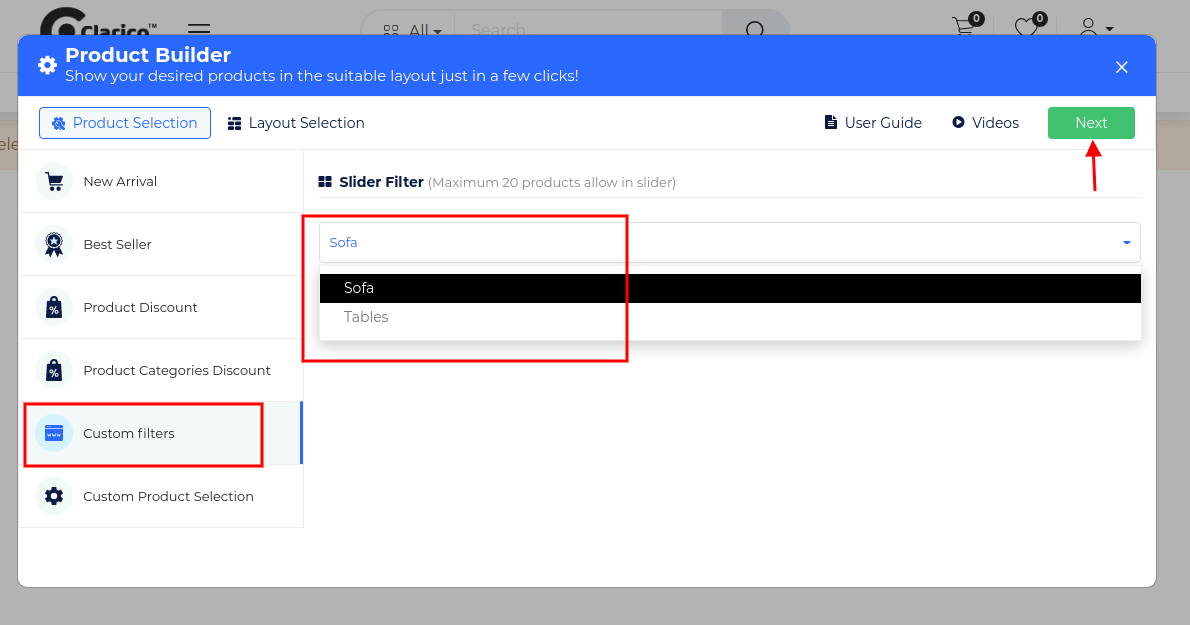 Clarico™
All
Search
0
0
Product Builder
Show your desired products in the suitable layout just in a few clicks!
Product Selection
Layout Selection
User Guide
Videos
Next
ele
New Arrival
Best Seller
Product Discount
Product Categories Discount
Custom filters
Custom Product Selection
Slider Filter (Maximum 20 products allow in slider)
Sofa
Sofa
Tables